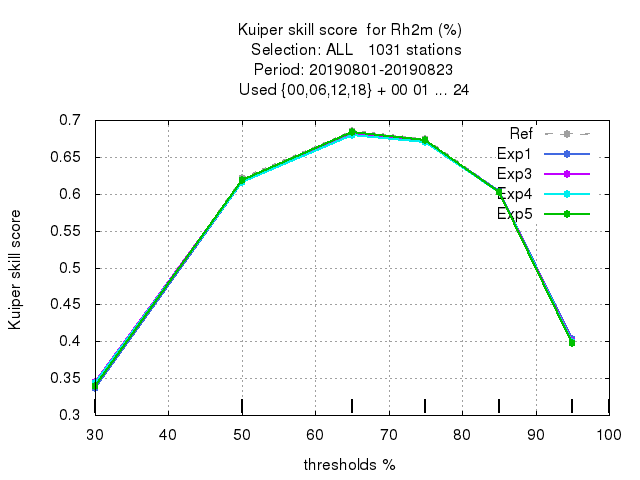 Kuiper skill score  for Rh2m (%)
Selection: ALL   1031 stations
Period: 20190801-20190823
Used {00,06,12,18} + 00 01 ... 24
0.7
0.65
0.6
0.55
0.5
0.45
0.4
0.35
0.3
Kuiper skill score
Ref
Exp1
Exp3
Exp4
Exp5
30 40 50 60 70 80 90 100
thresholds %